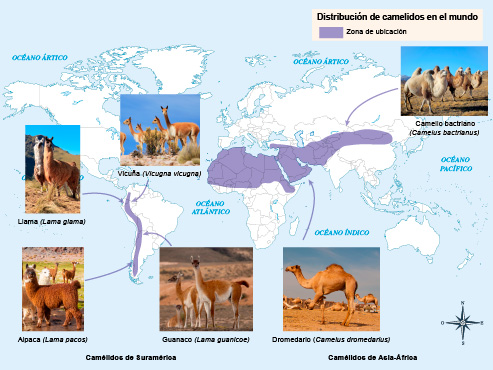 Distribución de camelidos en el mundo
Zona de ubicación
OCÉANO ÁRTICO
OCÉANO ÁRTICO
Camello bactriano
(Camelus bactrianus)
Vicuña (Vicugna vicugna)
OCÉANO
PACÍFICO
OCÉANO
ATLÁNTICO
Llama (Lama glama)
OCÉANO ÍNDICO
Alpaca (Lama pacos)
Guanaco (Lama guanicoe)
Dromedario (Camelus dromedarius)
N
O
E
S
Camélidos de Suramérica
Camélidos de Asia-África